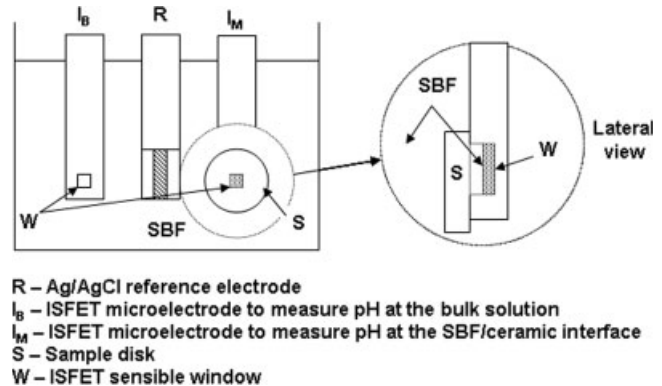 I_B R I_M
SBF
Lateral
view
W
S
W
SBF
S
R – Ag/AgCl reference electrode
I_B – ISFET microelectrode to measure pH at the bulk solution
I_M – ISFET microelectrode to measure pH at the SBF/ceramic interface
S – Sample disk
W – ISFET sensible window